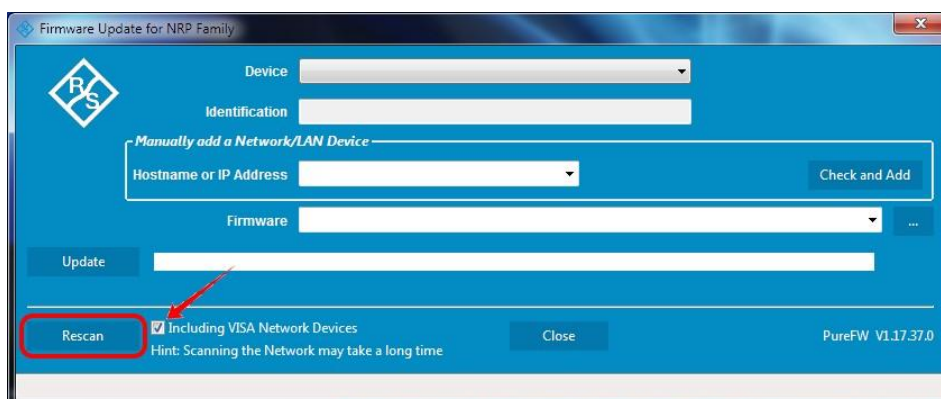 Firmware Update for NRP Family
R
S
Device
Identification
Manually add a Network/LAN Device
Hostname or IP Address
Check and Add
Firmware
...
Update
Rescan
Including VISA Network Devices
Hint: Scanning the Network may take a long time
Close
PureFW V1.17.37.0